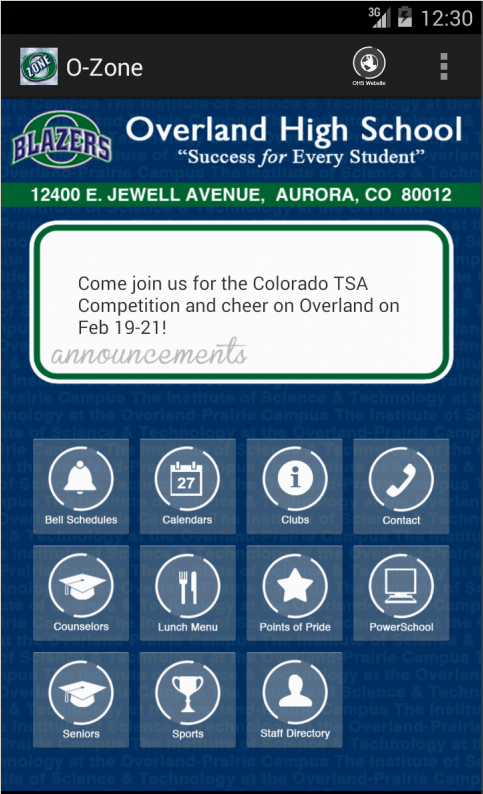 3G 12:30
ZONE O-Zone
OHS Website
BLAZERS Overland High School
“Success for Every Student”
12400 E. JEWELL AVENUE, AURORA, CO 80012
Come join us for the Colorado TSA
Competition and cheer on Overland on
Feb 19-21!
announcements
27
Bell Schedules Calendars Clubs Contact
Counselors Lunch Menu Points of Pride PowerSchool
Seniors Sports Staff Directory